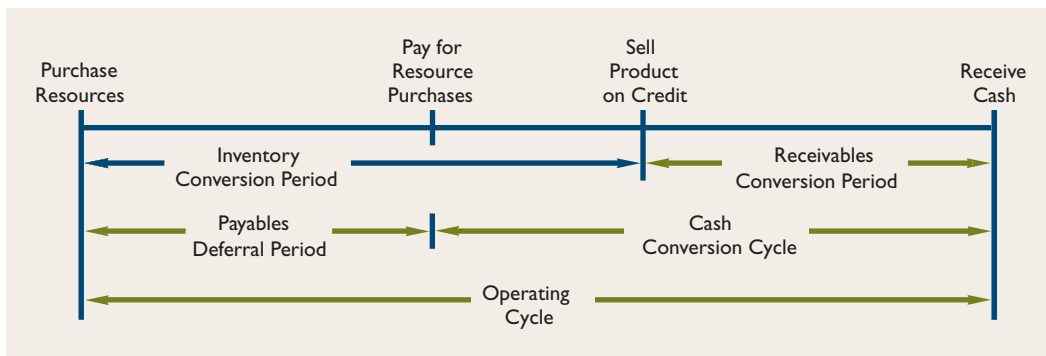 Purchase
Resources
Pay for
Resource
Purchases
Sell
Product
on Credit
Receive
Cash
Inventory
Conversion Period
Receivables
Conversion Period
Payables
Deferral Period
Cash
Conversion Cycle
Operating
Cycle